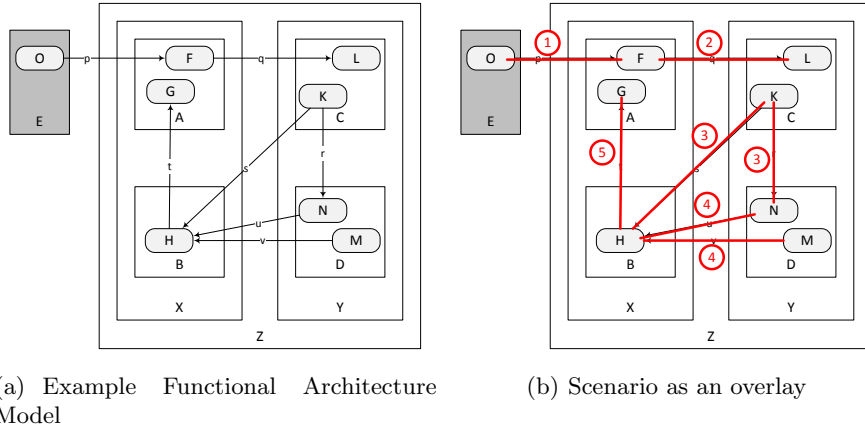 O
p
F
q
L
G
K
E
A
C
t
s
r
N
H
u
v
M
B
D
X
Y
Z
1
2
O
p
F
q
L
G
K
E
A
C
3
5
3
t
s
r
4
N
H
u
v
M
4
B
D
X
Y
Z
(a) Example Functional Architecture
Model
(b) Scenario as an overlay